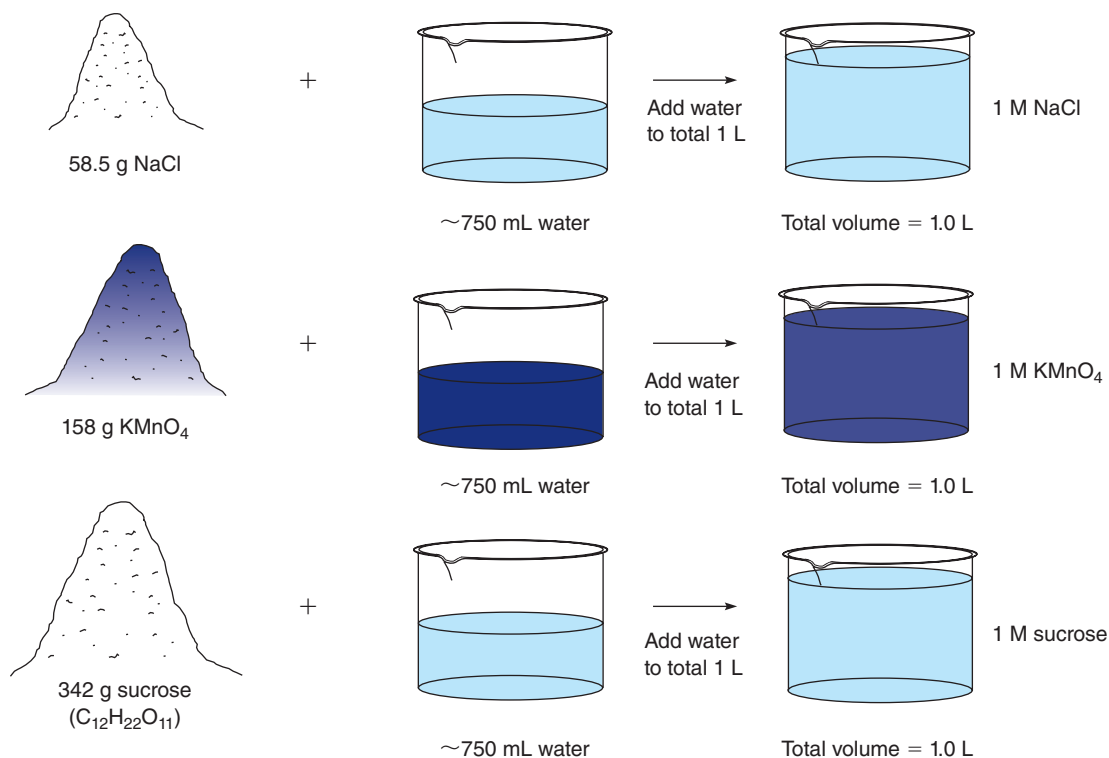 58.5 g NaCl
+
~750 mL water
Add water
to total 1 L
Total volume = 1.0 L
1 M NaCl
158 g KMnO₄
+
~750 mL water
Add water
to total 1 L
Total volume = 1.0 L
1 M KMnO₄
342 g sucrose
(C₁₂H₂₂O₁₁)
+
~750 mL water
Add water
to total 1 L
Total volume = 1.0 L
1 M sucrose